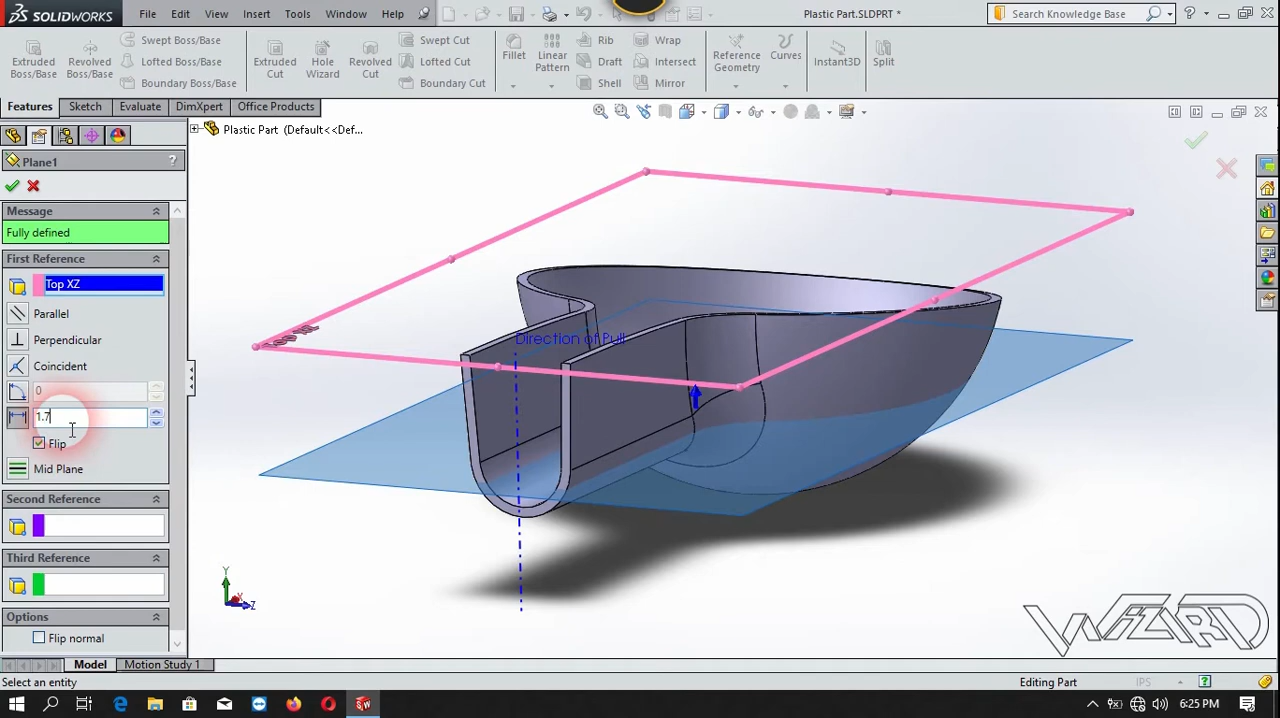 SOLIDWORKS
File Edit View Insert Tools Window Help
Plastic Part.SLDPRT *
Search Knowledge Base
Extruded Boss/Base
Revolved Boss/Base
Swept Boss/Base
Lofted Boss/Base
Boundary Boss/Base
Extruded Cut
Hole Wizard
Revolved Cut
Swept Cut
Lofted Cut
Boundary Cut
Fillet
Linear Pattern
Rib
Draft
Shell
Wrap
Intersect
Mirror
Reference Geometry
Curves
Instant3D
Split
Features Sketch Evaluate DimXpert Office Products
Plastic Part (Default<<Def...
Plane1
?
Message
Fully defined
First Reference
Top XZ
Parallel
Perpendicular
Coincident
0
1.7
Flip
Mid Plane
Second Reference
Third Reference
Options
Flip normal
Top XZ
Direction of Pull
Y
X
Z
WIZARD
Model Motion Study 1
Select an entity
Editing Part
IPS
6:25 PM